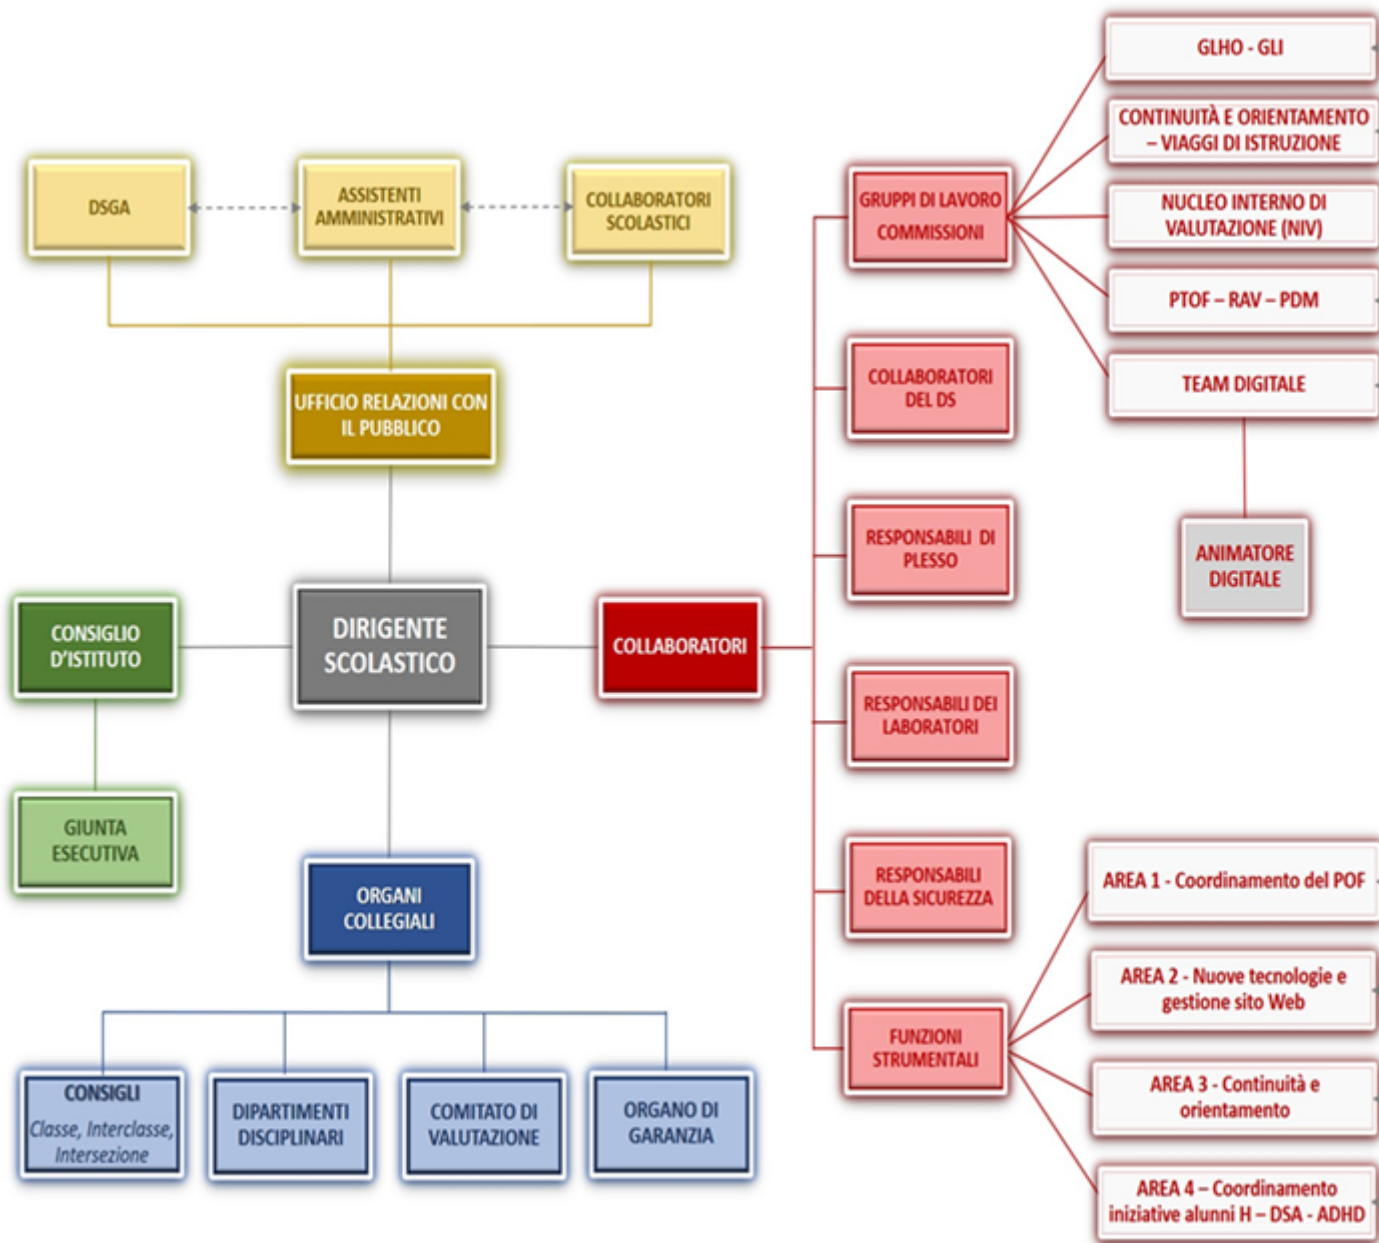 GLHO - GLI
CONTINUITÀ E ORIENTAMENTO
– VIAGGI DI ISTRUZIONE
NUCLEO INTERNO DI
VALUTAZIONE (NIV)
PTOF – RAV – PDM
TEAM DIGITALE
ANIMATORE
DIGITALE
DSGA
ASSISTENTI
AMMINISTRATIVI
COLLABORATORI
SCOLASTICI
GRUPPI DI LAVORO
COMMISSIONI
UFFICIO RELAZIONI CON
IL PUBBLICO
COLLABORATORI
DEL DS
RESPONSABILI DI
PLESSO
CONSIGLIO
D'ISTITUTO
DIRIGENTE
SCOLASTICO
COLLABORATORI
RESPONSABILI DEI
LABORATORI
GIUNTA
ESECUTIVA
ORGANI
COLLEGIALI
RESPONSABILI
DELLA SICUREZZA
AREA 1 - Coordinamento del POF
AREA 2 - Nuove tecnologie e
gestione sito Web
FUNZIONI
STRUMENTALI
AREA 3 - Continuità e
orientamento
AREA 4 – Coordinamento
iniziative alunni H – DSA - ADHD
CONSIGLI
Classe, Interclasse,
Intersezione
DIPARTIMENTI
DISCIPLINARI
COMITATO DI
VALUTAZIONE
ORGANO DI
GARANZIA